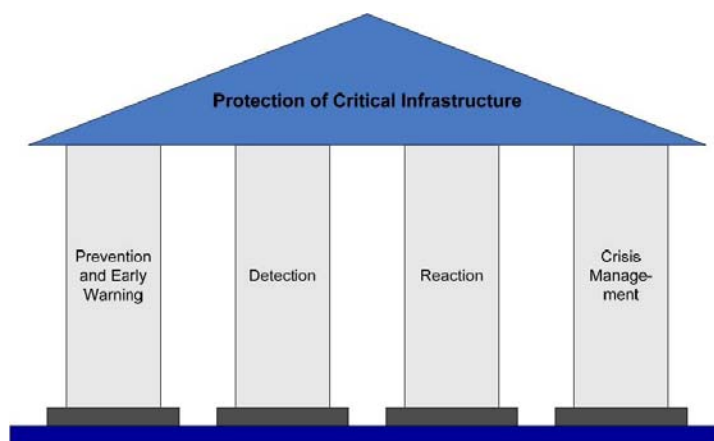 Protection of Critical Infrastructure
Prevention
and Early
Warning
Detection
Reaction
Crisis
Manage-
ment